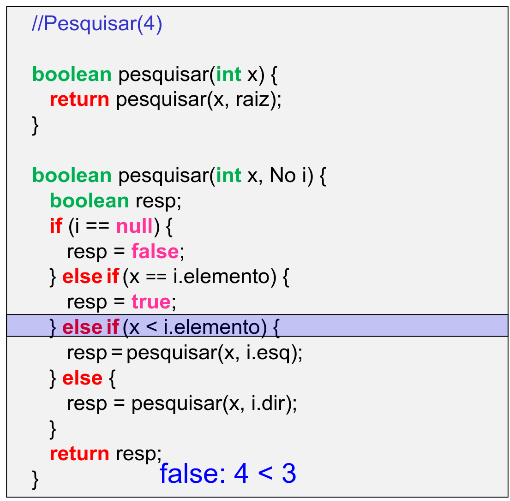 //Pesquisar(4)
boolean pesquisar(int x) {
return pesquisar(x, raiz);
}
boolean pesquisar(int x, No i) {
boolean resp;
if (i == null) {
resp = false;
} else if (x == i.elemento) {
resp = true;
} else if (x < i.elemento) {
resp = pesquisar(x, i.esq);
} else {
resp = pesquisar(x, i.dir);
}
return resp;
}
false: 4 < 3